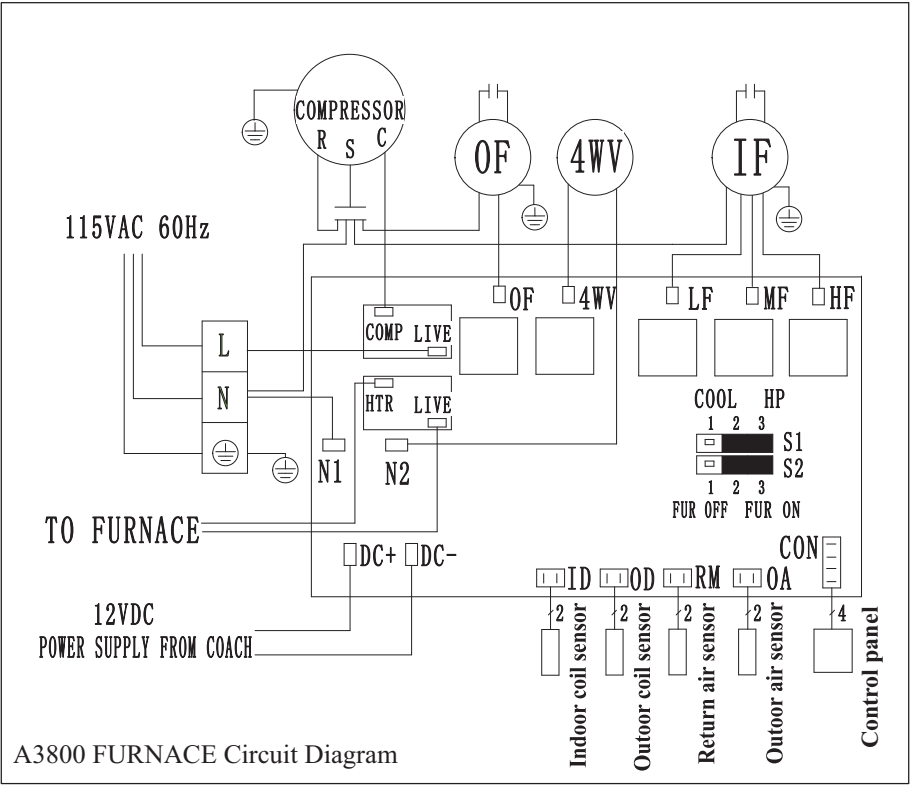 COMPRESSOR
R S C
OF
4WV
IF
115VAC 60Hz
OF
4WV
LF
MF
HF
COMP LIVE
L
N
HTR LIVE
COOL HP
1 2 3
S1
S2
1 2 3
FUR OFF FUR ON
N1
N2
TO FURNACE
DC+
DC-
CON
ID
OD
RM
OA
12VDC
POWER SUPPLY FROM COACH
2
2
2
2
4
Indoor coil sensor
Outoor coil sensor
Return air sensor
Outoor air sensor
Control panel
A3800 FURNACE Circuit Diagram